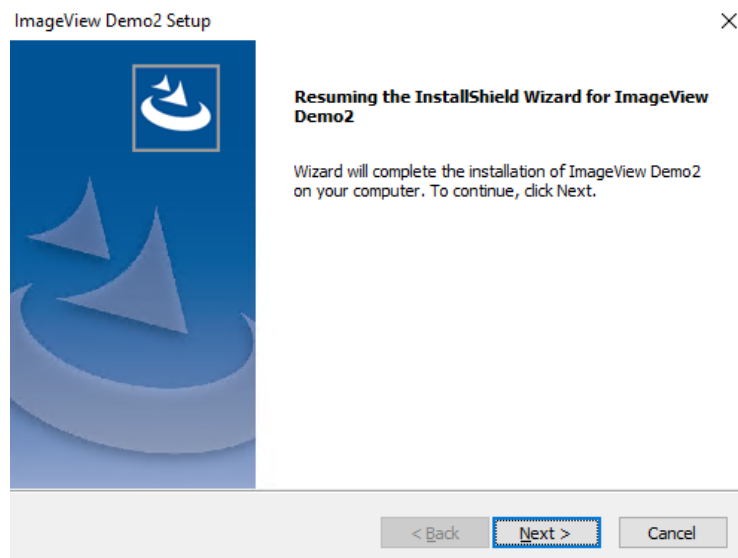 ImageView Demo2 Setup
Resuming the InstallShield Wizard for ImageView
Demo2
Wizard will complete the installation of ImageView Demo2
on your computer. To continue, click Next.
< Back
Next >
Cancel